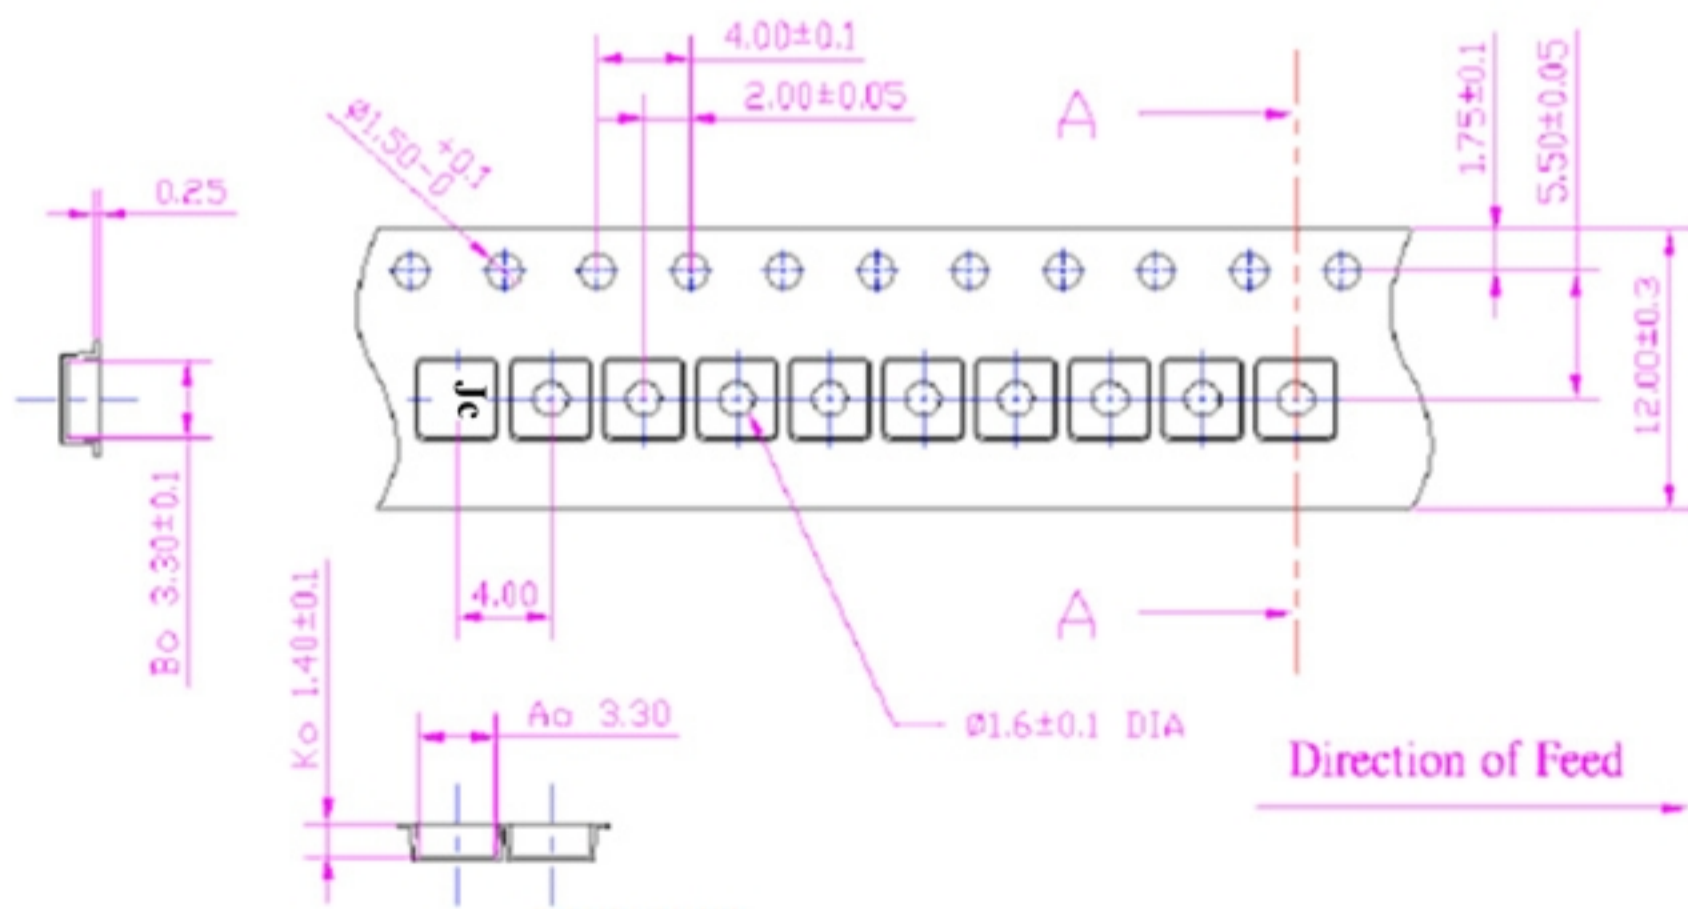 4.00±0.1
2.00±0.05
Ø1.50 +0.1
-0
A
1.75±0.1
5.50±0.05
0.25
12.00±0.3
Jc
Bo 3.30±0.1
4.00
Ko 1.40±0.1
A
Ao 3.30
Ø1.6±0.1 DIA
Direction of Feed